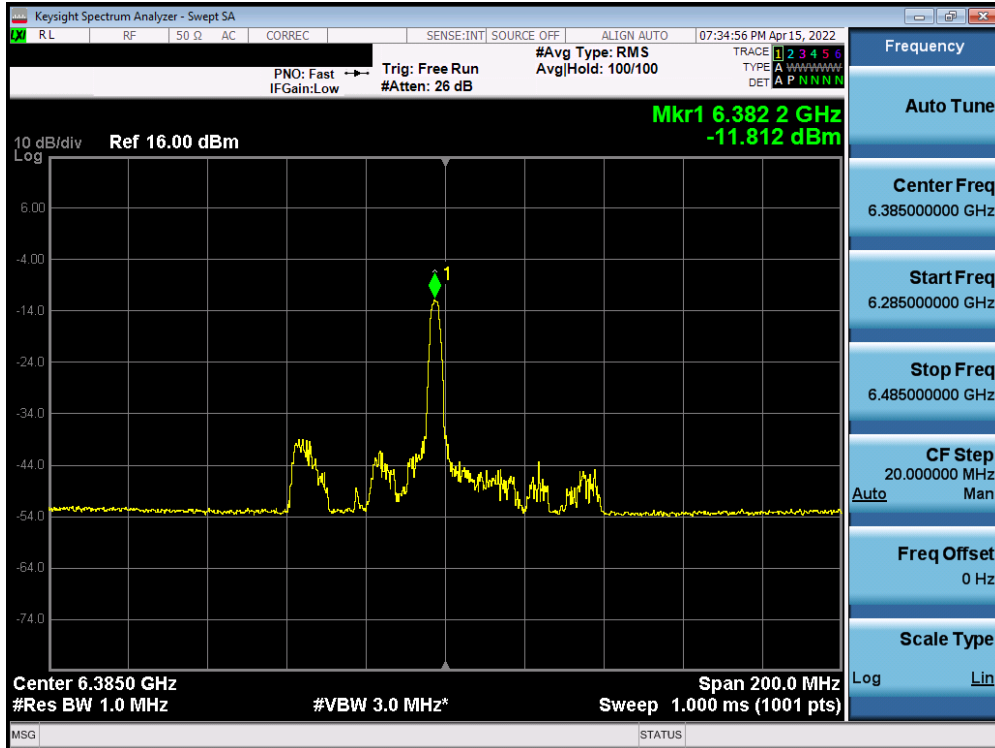 Keysight Spectrum Analyzer - Swept SA
LXI RL RF 50 Ω AC CORREC SENSE:INT SOURCE OFF ALIGN AUTO 07:34:56 PM Apr 15, 2022
PNO: Fast Trig: Free Run #Avg Type: RMS TRACE 1 2 3 4 5 6
IFGain:Low #Atten: 26 dB Avg|Hold: 100/100 TYPE A WWWWW
DET A P N N N N
Mkr1 6.382 2 GHz
-11.812 dBm
10 dB/div Ref 16.00 dBm
Log
1
6.00
-4.00
-14.0
-24.0
-34.0
-44.0
-54.0
-64.0
-74.0
Center 6.3850 GHz Span 200.0 MHz
#Res BW 1.0 MHz #VBW 3.0 MHz* Sweep 1.000 ms (1001 pts)
MSG STATUS
Frequency
Auto Tune
Center Freq
6.385000000 GHz
Start Freq
6.285000000 GHz
Stop Freq
6.485000000 GHz
CF Step
20.000000 MHz
Auto Man
Freq Offset
0 Hz
Scale Type
Log Lin